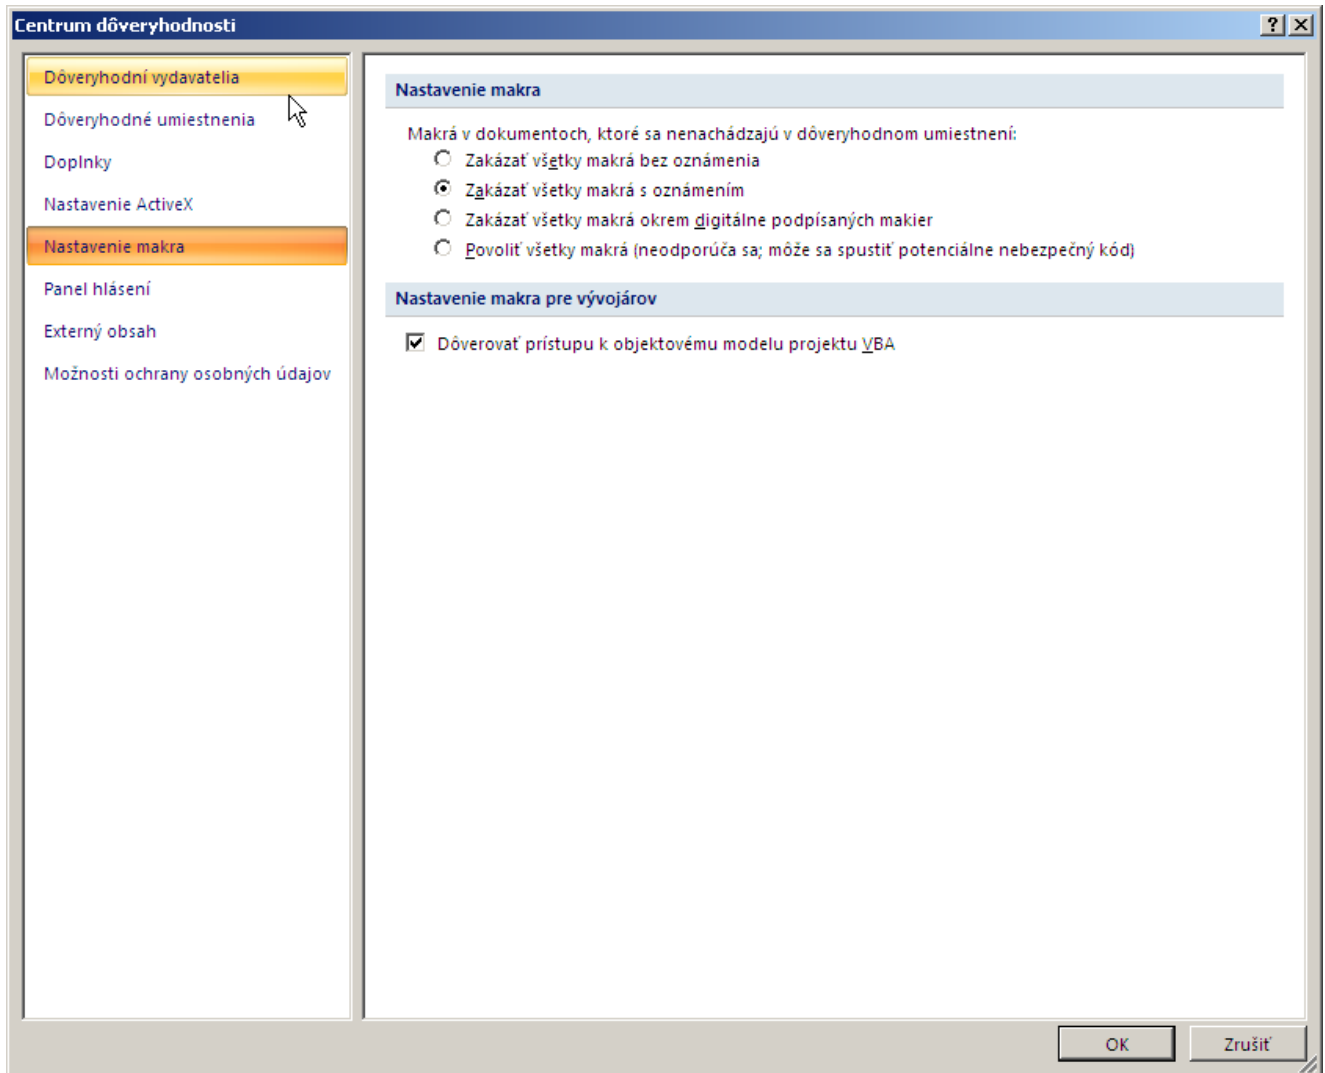 Centrum dôveryhodnosti
Dôveryhodní vydavatelia
Dôveryhodné umiestnenia
Doplnky
Nastavenie ActiveX
Nastavenie makra
Panel hlásení
Externý obsah
Možnosti ochrany osobných údajov
Nastavenie makra
Makrá v dokumentoch, ktoré sa nenachádzajú v dôveryhodnom umiestnení:
Zakázať všetky makrá bez oznámenia
Zakázať všetky makrá s oznámením
Zakázať všetky makrá okrem digitálne podpísaných makier
Povoliť všetky makrá (neodporúča sa; môže sa spustiť potenciálne nebezpečný kód)
Nastavenie makra pre vývojárov
Dôverovať prístupu k objektovému modelu projektu VBA
OK
Zrušiť